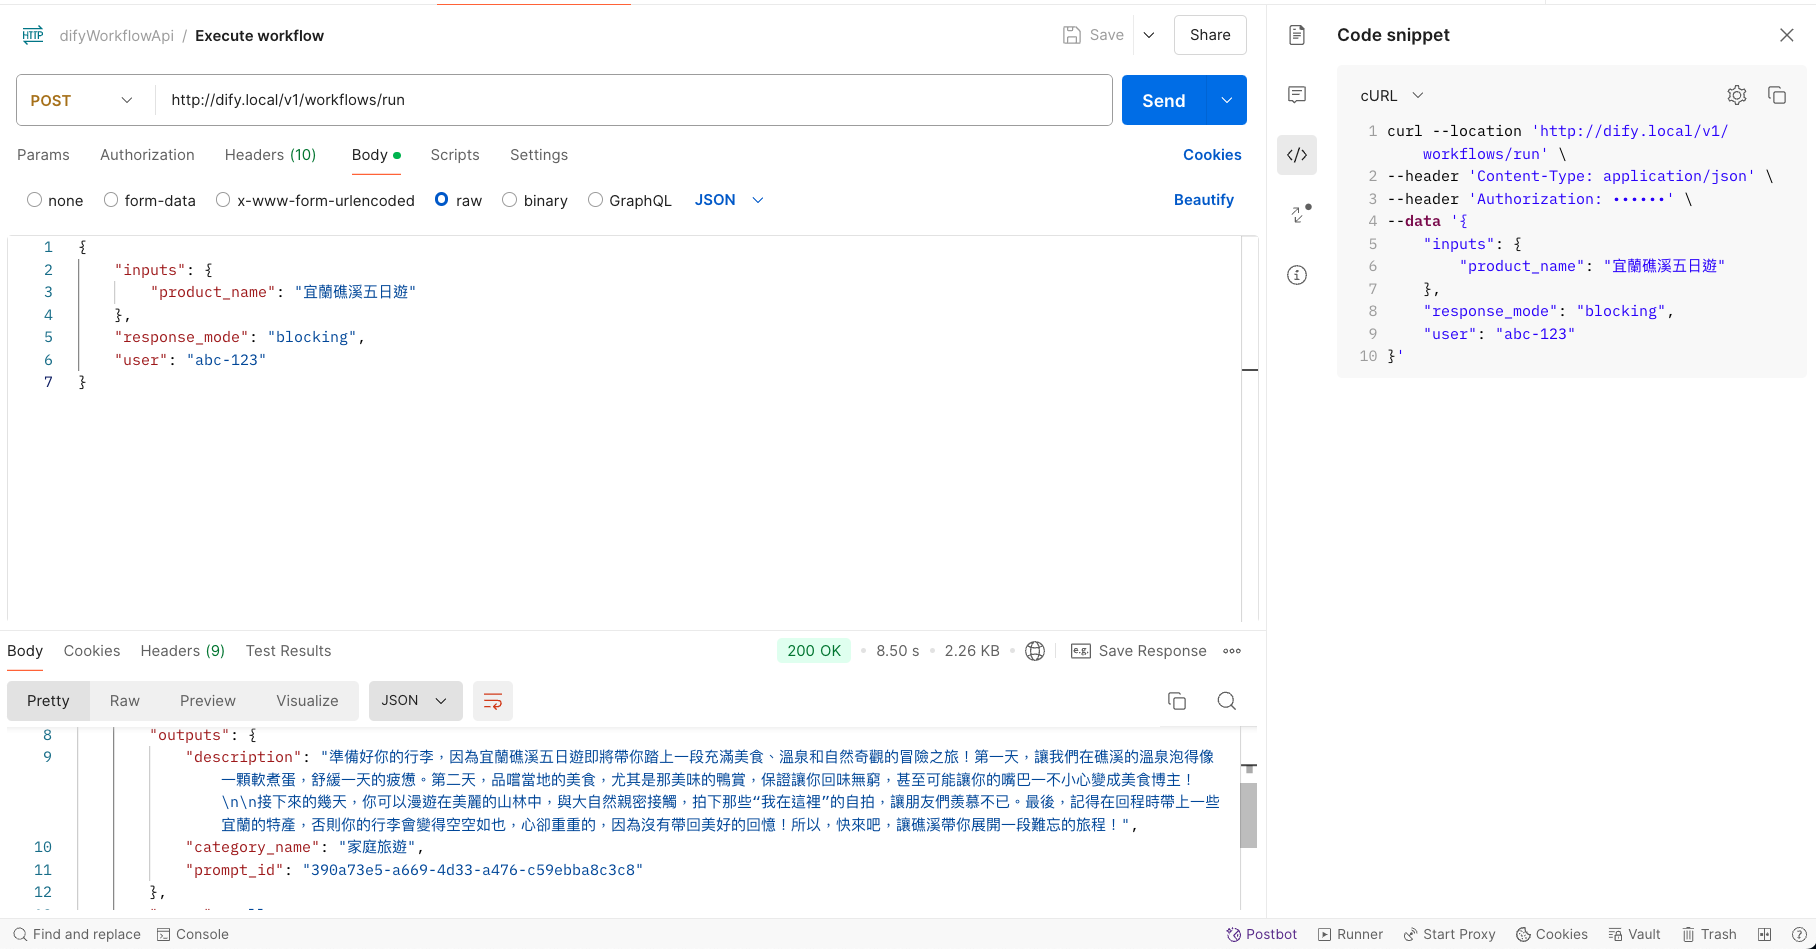 HTTP difyWorkflowApi / Execute workflow
Save
Share
POST
http://dify.local/v1/workflows/run
Send
Params Authorization Headers (10) Body Scripts Settings
Cookies
none form-data x-www-form-urlencoded raw binary GraphQL JSON
Beautify
1 {
2 "inputs": {
3 "product_name": "宜蘭礁溪五日遊"
4 },
5 "response_mode": "blocking",
6 "user": "abc-123"
7 }
Body Cookies Headers (9) Test Results
200 OK 8.50 s 2.26 KB
e.g. Save Response
Pretty Raw Preview Visualize JSON
8 "outputs": {
9 "description": "準備好你的行李，因為宜蘭礁溪五日遊即將帶你踏上一段充滿美食、溫泉和自然奇觀的冒險之旅！第一天，讓我們在礁溪的溫泉泡得像
一顆軟煮蛋，舒緩一天的疲憊。第二天，品嚐當地的美食，尤其是那美味的鴨賞，保證讓你回味無窮，甚至可能讓你的嘴巴一不小心變成美食博主！
\n\n接下來的幾天，你可以漫遊在美麗的山林中，與大自然親密接觸，拍下那些“我在這裡”的自拍，讓朋友們羨慕不已。最後，記得在回程時帶上一些
宜蘭的特產，否則你的行李會變得空空如也，心卻重重的，因為沒有帶回美好的回憶！所以，快來吧，讓礁溪帶你展開一段難忘的旅程！",
10 "category_name": "家庭旅遊",
11 "prompt_id": "390a73e5-a669-4d33-a476-c59ebba8c3c8"
12 },
Code snippet
cURL
1 curl --location 'http://dify.local/v1/
workflows/run' \
2 --header 'Content-Type: application/json' \
3 --header 'Authorization: ••••••' \
4 --data '{
5 "inputs": {
6 "product_name": "宜蘭礁溪五日遊"
7 },
8 "response_mode": "blocking",
9 "user": "abc-123"
10 }'
Find and replace Console
Postbot Runner Start Proxy Cookies Vault Trash